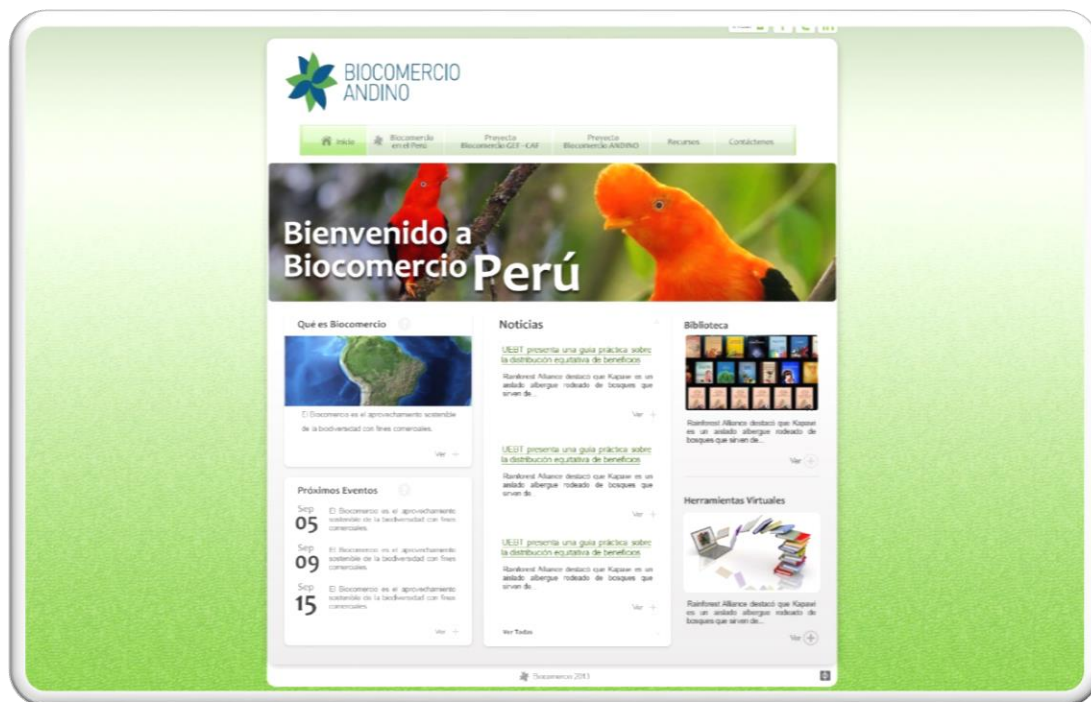 BIOCOMERCIO
ANDINO
Inicio
Biocomercio
en el Perú
Proyecto
Biocomercio GEF-CAF
Proyecto
Biocomercio ANDINO
Recursos
Contáctenos
Bienvenido a
Biocomercio Perú
Qué es Biocomercio
El Biocomercio es el aprovechamiento sostenible
de la biodiversidad con fines comerciales.
Ver
Próximos Eventos
Sep
05
El Biocomercio es el aprovechamiento
sostenible de la biodiversidad con fines
comerciales
Sep
09
El Biocomercio es el aprovechamiento
sostenible de la biodiversidad con fines
comerciales
Sep
15
El Biocomercio es el aprovechamiento
sostenible de la biodiversidad con fines
comerciales
Ver
Noticias
UEBT presenta una guia práctica sobre
la distribución equitativa de beneficios
Rainforest Alliance destacó que Kapawi es un
aislado albergue rodeado de bosques que
sirven de...
Ver
UEBT presenta una guia práctica sobre
la distribución equitativa de beneficios
Rainforest Alliance destacó que Kapawi es un
aislado albergue rodeado de bosques que
sirven de...
Ver
UEBT presenta una guia práctica sobre
la distribución equitativa de beneficios
Rainforest Alliance destacó que Kapawi es un
aislado albergue rodeado de bosques que
sirven de...
Ver
Ver Todas
Biblioteca
Rainforest Alliance destacó que Kapawi
es un aislado albergue rodeado de
bosques que sirven de...
Ver
Herramientas Virtuales
Rainforest Alliance destacó que Kapawi
es un aislado albergue rodeado de
bosques que sirven de...
Ver
Biocomercio 2013